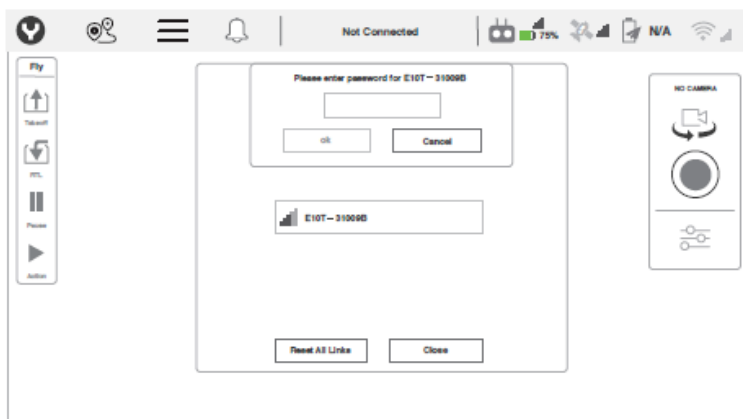 Not Connected
75%
N/A
Fly
Takeoff
RTL
Pause
Action
Please enter password for E10T-31009B
ok
Cancel
E10T-31009B
Reset All Links
Close
NO CAMERA